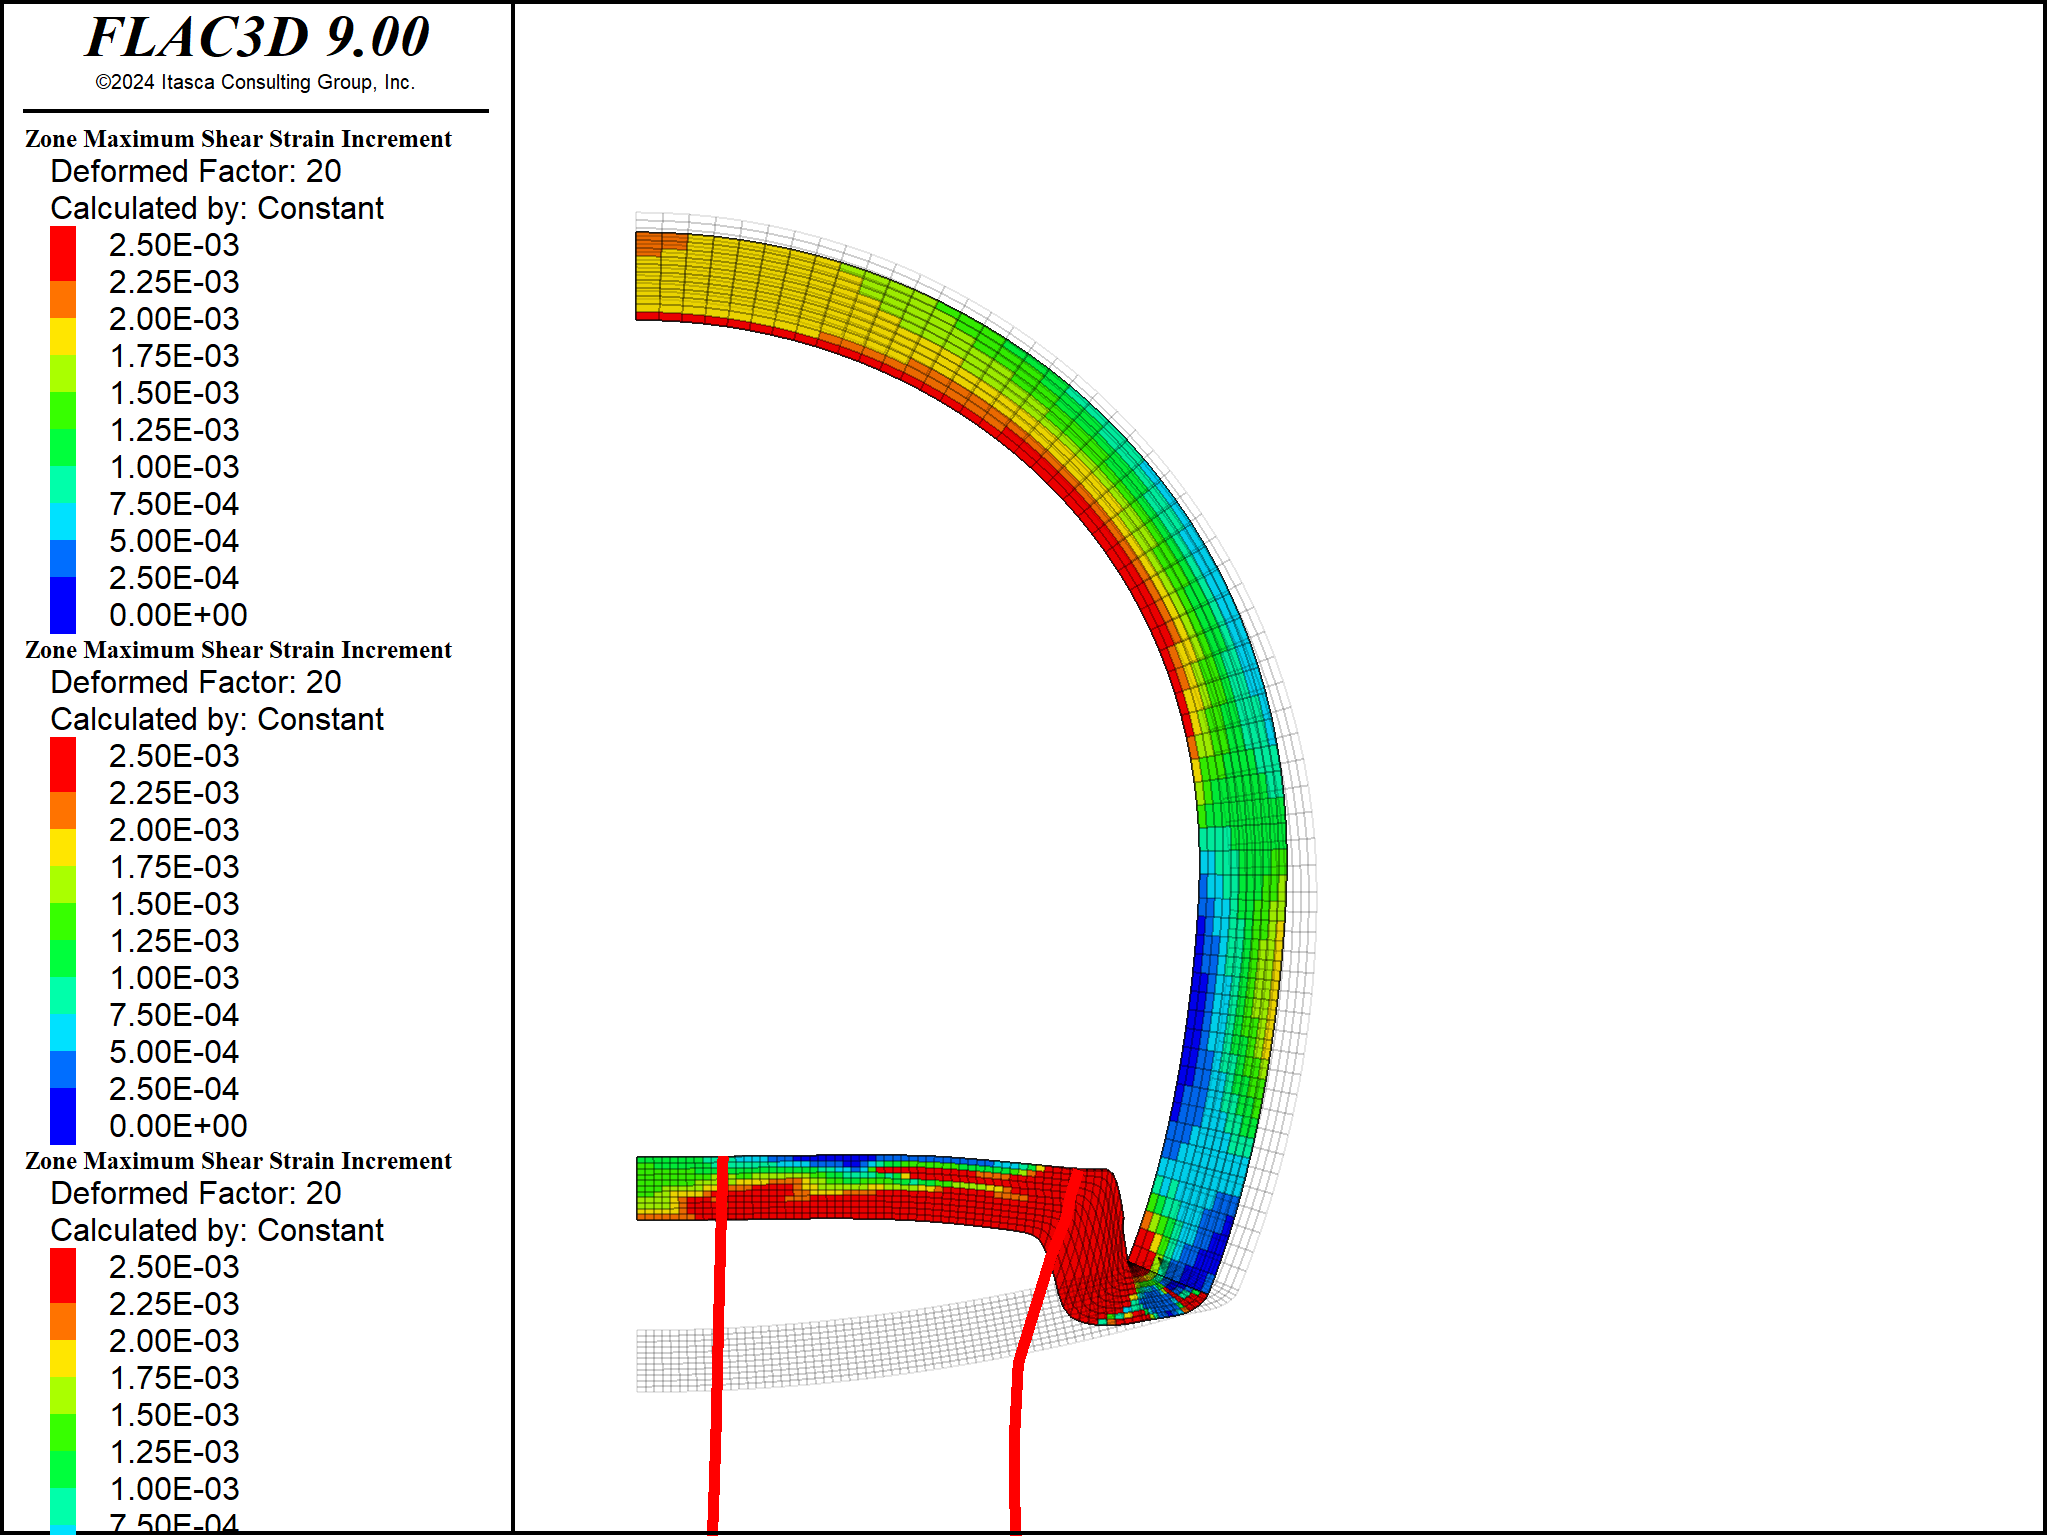 FLAC3D 9.00
©2024 Itasca Consulting Group, Inc.
Zone Maximum Shear Strain Increment
Deformed Factor: 20
Calculated by: Constant
2.50E-03
2.25E-03
2.00E-03
1.75E-03
1.50E-03
1.25E-03
1.00E-03
7.50E-04
5.00E-04
2.50E-04
0.00E+00
Zone Maximum Shear Strain Increment
Deformed Factor: 20
Calculated by: Constant
2.50E-03
2.25E-03
2.00E-03
1.75E-03
1.50E-03
1.25E-03
1.00E-03
7.50E-04
5.00E-04
2.50E-04
0.00E+00
Zone Maximum Shear Strain Increment
Deformed Factor: 20
Calculated by: Constant
2.50E-03
2.25E-03
2.00E-03
1.75E-03
1.50E-03
1.25E-03
1.00E-03
7.50E-04